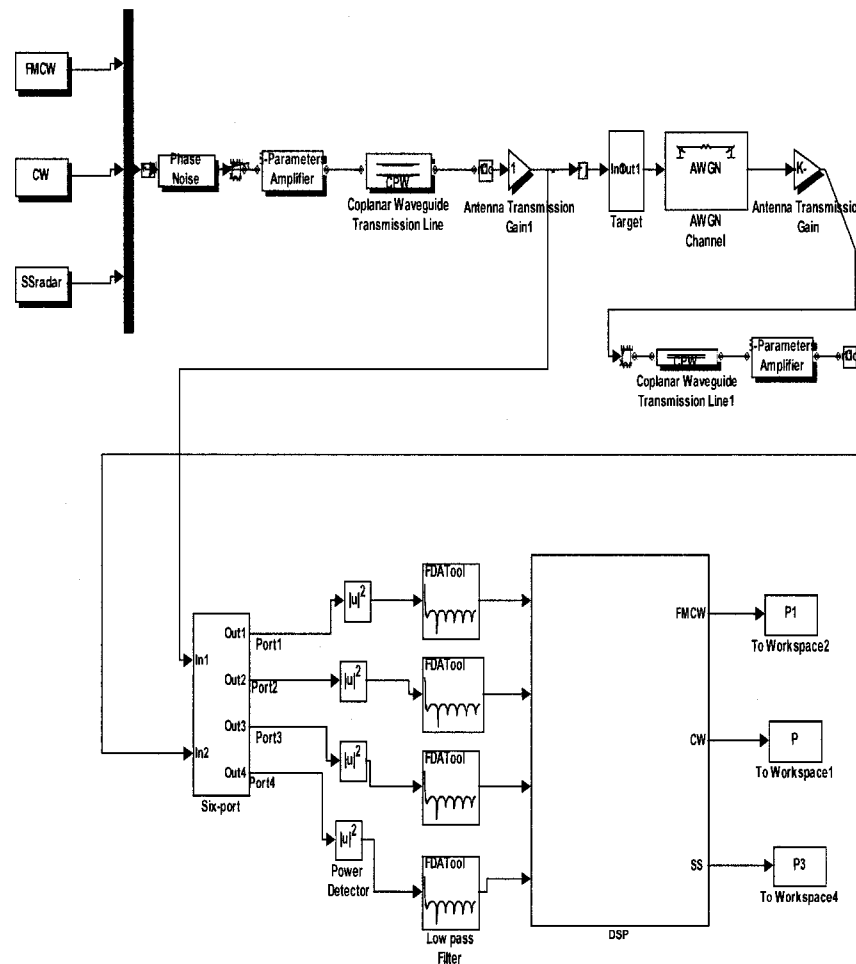 FMCW
CW
SSradar
Phase
Noise
-Parameters
Amplifier
CPW
Coplanar Waveguide
Transmission Line
1
Antenna Transmission
Gain1
Target
AWGN
AWGN
Channel
K-
Antenna Transmission
Gain
CPW
Coplanar Waveguide
Transmission Line1
-Parameters
Amplifier
In1
In2
Out1
Out2
Out3
Out4
Six-port
Port1
Port2
Port3
Port4
|u|²
|u|²
|u|²
|u|²
Power
Detector
FDATool
FDATool
FDATool
FDATool
Low pass
Filter
FMCW
CW
SS
DSP
P1
To Workspace2
P
To Workspace1
P3
To Workspace4